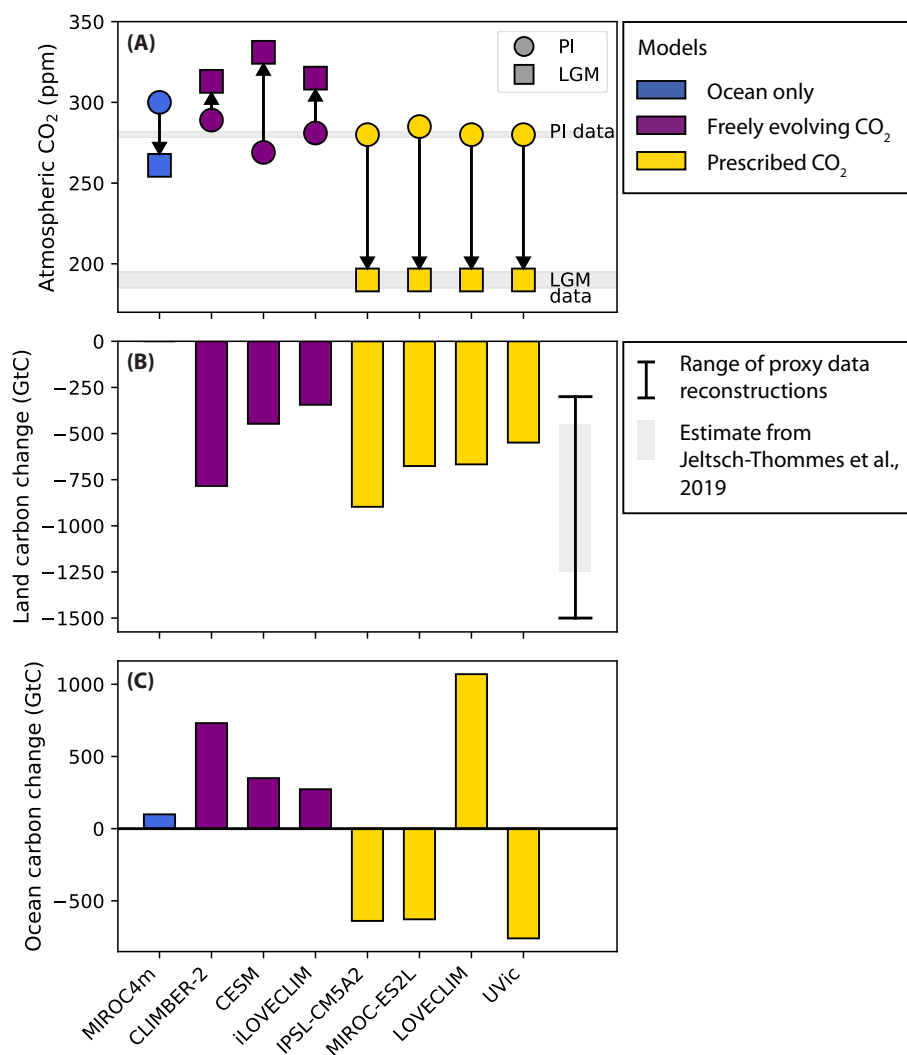 (A)
Atmospheric CO₂ (ppm)
350
300
250
200
PI
LGM
PI data
LGM
data
Models
Ocean only
Freely evolving CO₂
Prescribed CO₂
(B)
Land carbon change (GtC)
0
−250
−500
−750
−1000
−1250
−1500
Range of proxy data
reconstructions
Estimate from
Jeltsch-Thommes et al.,
2019
(C)
Ocean carbon change (GtC)
1000
500
0
−500
MIROC4m
CLIMBER-2
CESM
iLOVECLIM
IPSL-CM5A2
MIROC-ES2L
LOVECLIM
UVic